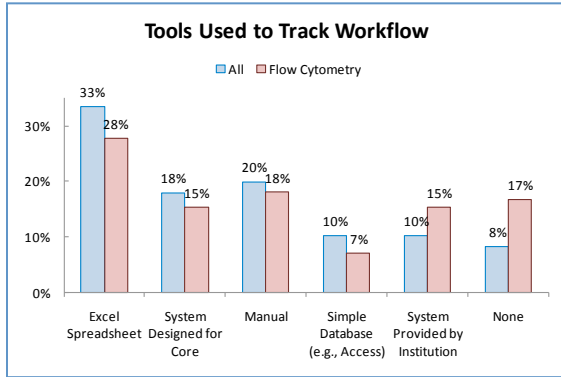 Tools Used to Track Workflow
All Flow Cytometry
33%
28%
18%
15%
20%
18%
10%
7%
10%
15%
8%
17%
30%
20%
10%
0%
Excel Spreadsheet
System Designed for Core
Manual
Simple Database (e.g., Access)
System Provided by Institution
None